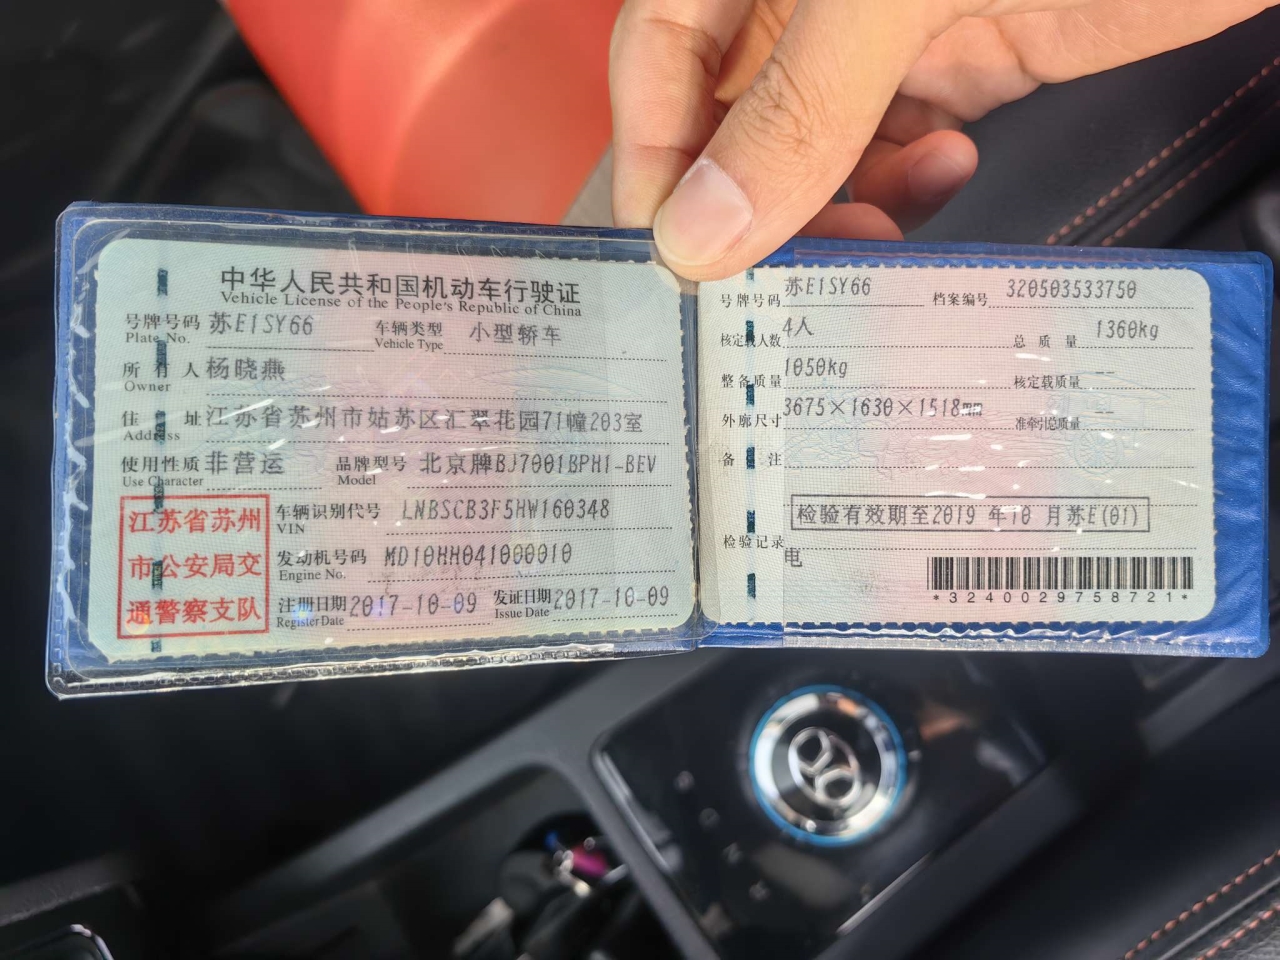 中华人民共和国机动车行驶证
Vehicle License of the People's Republic of China
号牌号码 苏E1SY66 车辆类型 小型轿车
Plate No. Vehicle Type
所有人 杨晓燕
Owner
住址 江苏省苏州市姑苏区汇翠花园71幢203室
Address
使用性质 非营运 品牌型号 北京牌BJ7001BPH1-BEV
Use Character Model
江苏省苏州
市公安局交
通警察支队
车辆识别代号 LNBSCB3F5HW160348
VIN
发动机号码 MD10HH041000010
Engine No.
注册日期 2017-10-09 发证日期 2017-10-09
Register Date Issue Date
号牌号码 苏E1SY66 档案编号 320503533750
核定载人数 4人 总质量 1360kg
整备质量 1050kg 核定载质量 --
外廓尺寸 3675×1630×1518mm 准牵引总质量 --
备注
检验有效期至2019 年10 月苏E(01)
检验记录
电
*3240029758721*